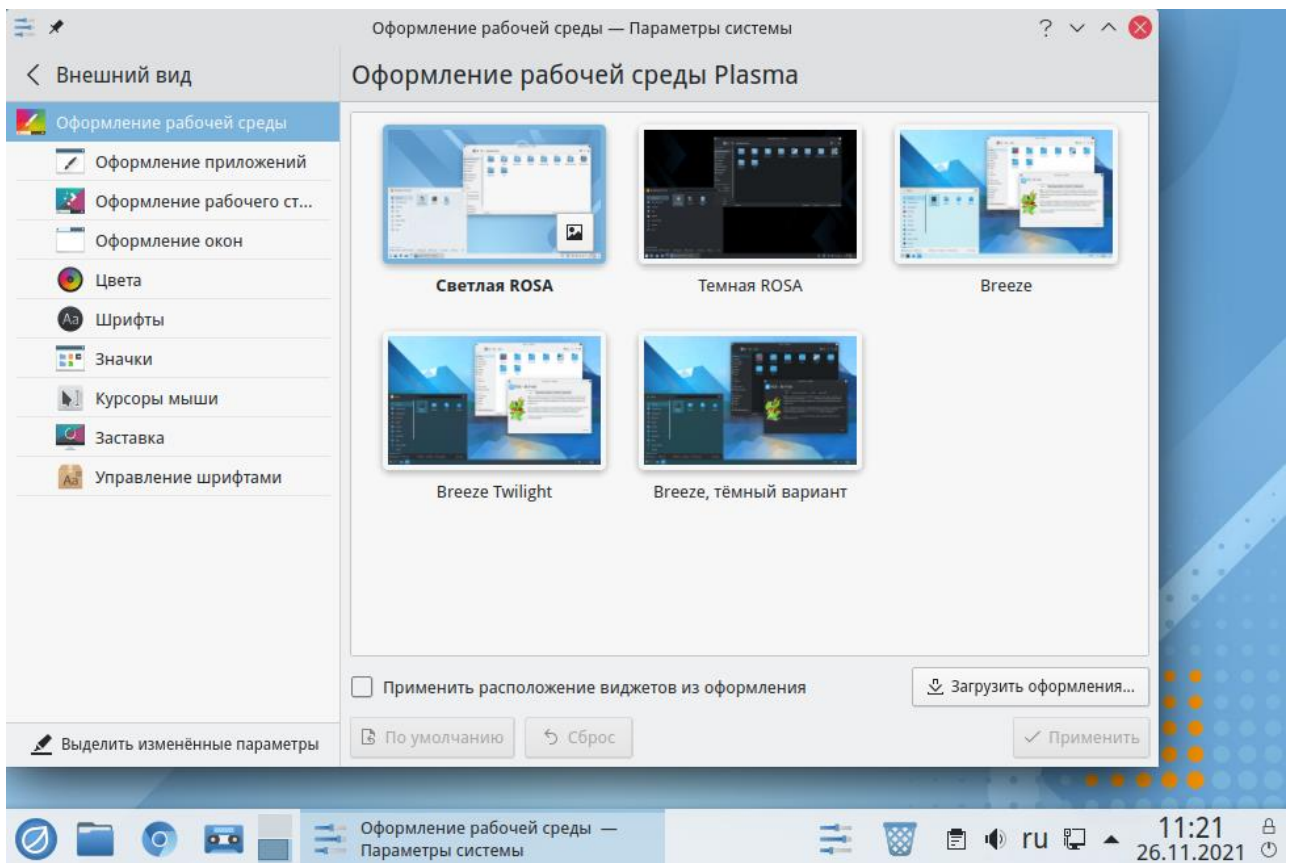 Оформление рабочей среды — Параметры системы
Внешний вид
Оформление рабочей среды Plasma
Оформление рабочей среды
Оформление приложений
Оформление рабочего ст...
Оформление окон
Цвета
Шрифты
Значки
Курсоры мыши
Заставка
Управление шрифтами
Светлая ROSA
Темная ROSA
Breeze
Breeze Twilight
Breeze, тёмный вариант
Применить расположение виджетов из оформления
Загрузить оформления...
Выделить изменённые параметры
По умолчанию
Сброс
Применить
Оформление рабочей среды —
Параметры системы
ru
11:21
26.11.2021